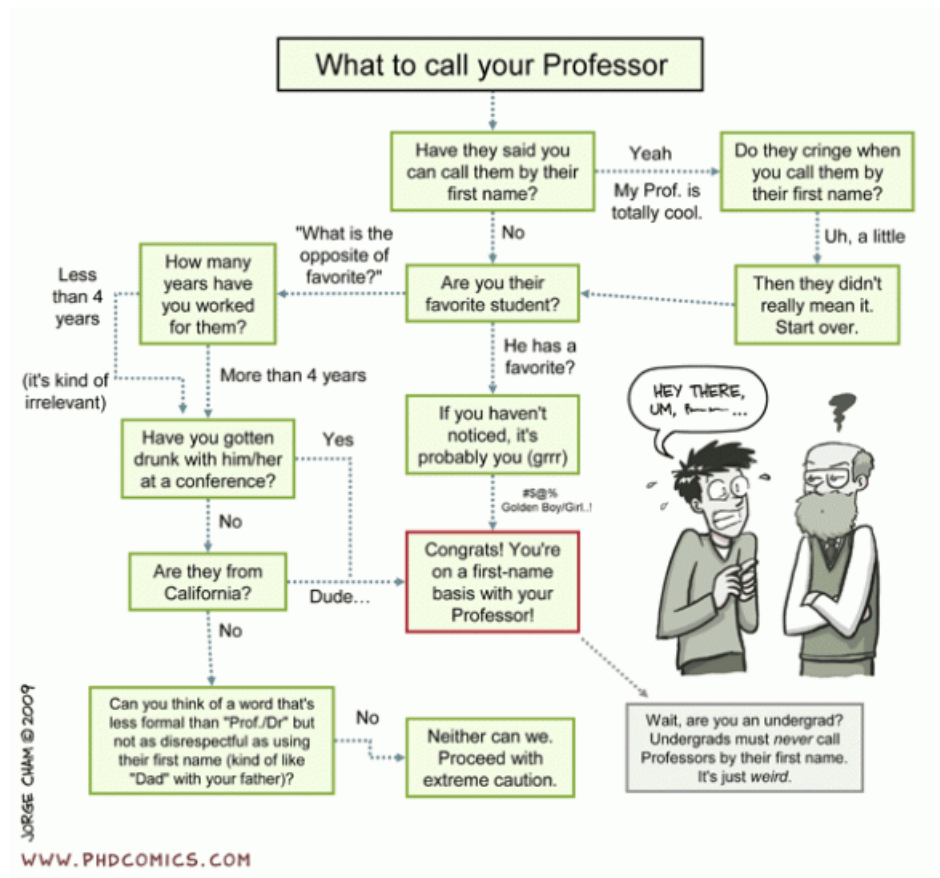 What to call your Professor
Have they said you
can call them by their
first name?
Yeah
My Prof. is
totally cool.
Do they cringe when
you call them by
their first name?
No
Uh, a little
"What is the
opposite of
favorite?"
How many
years have
you worked
for them?
Less
than 4
years
Are you their
favorite student?
Then they didn't
really mean it.
Start over.
He has a
favorite?
(it's kind of
irrelevant)
More than 4 years
If you haven't
noticed, it's
probably you (grrr)
HEY THERE,
UM,
...
Have you gotten
drunk with him/her
at a conference?
Yes
#$@%
Golden Boy/Girl..!
No
Are they from
California?
Dude...
Congrats! You're
on a first-name
basis with your
Professor!
No
Can you think of a word that's
less formal than "Prof./Dr" but
not as disrespectful as using
their first name (kind of like
"Dad" with your father)?
No
Neither can we.
Proceed with
extreme caution.
Wait, are you an undergrad?
Undergrads must never call
Professors by their first name.
It's just weird.
JORGE CHAM © 2009
WWW.PHDCOMICS.COM